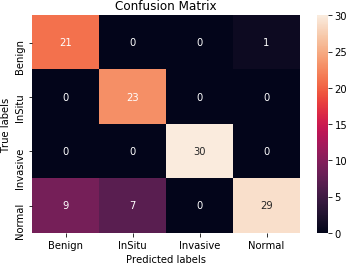 Confusion Matrix
True labels
Benign 21 0 0 1
InSitu 0 23 0 0
Invasive 0 0 30 0
Normal 9 7 0 29
Benign InSitu Invasive Normal
Predicted labels
30
25
20
15
10
5
0